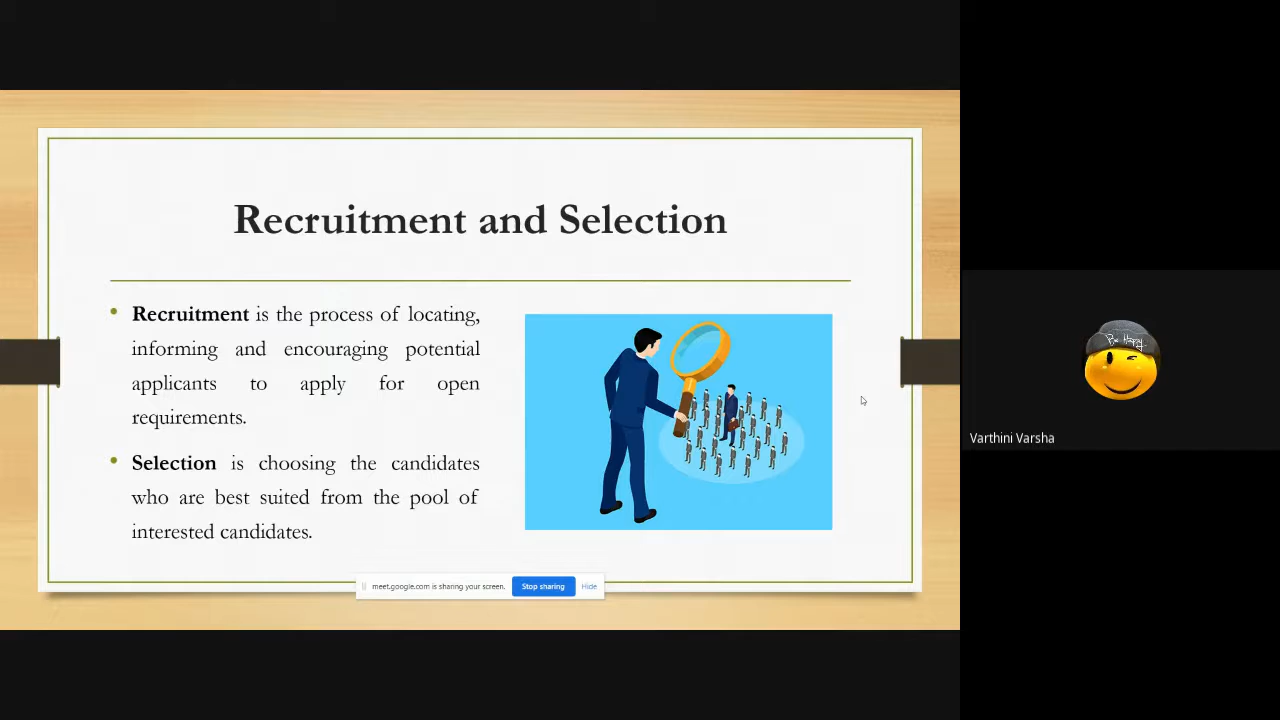 Recruitment and Selection
• Recruitment is the process of locating,
informing and encouraging potential
applicants to apply for open
requirements.
• Selection is choosing the candidates
who are best suited from the pool of
interested candidates.
meet.google.com is sharing your screen. Stop sharing Hide
Be Happy
Varthini Varsha